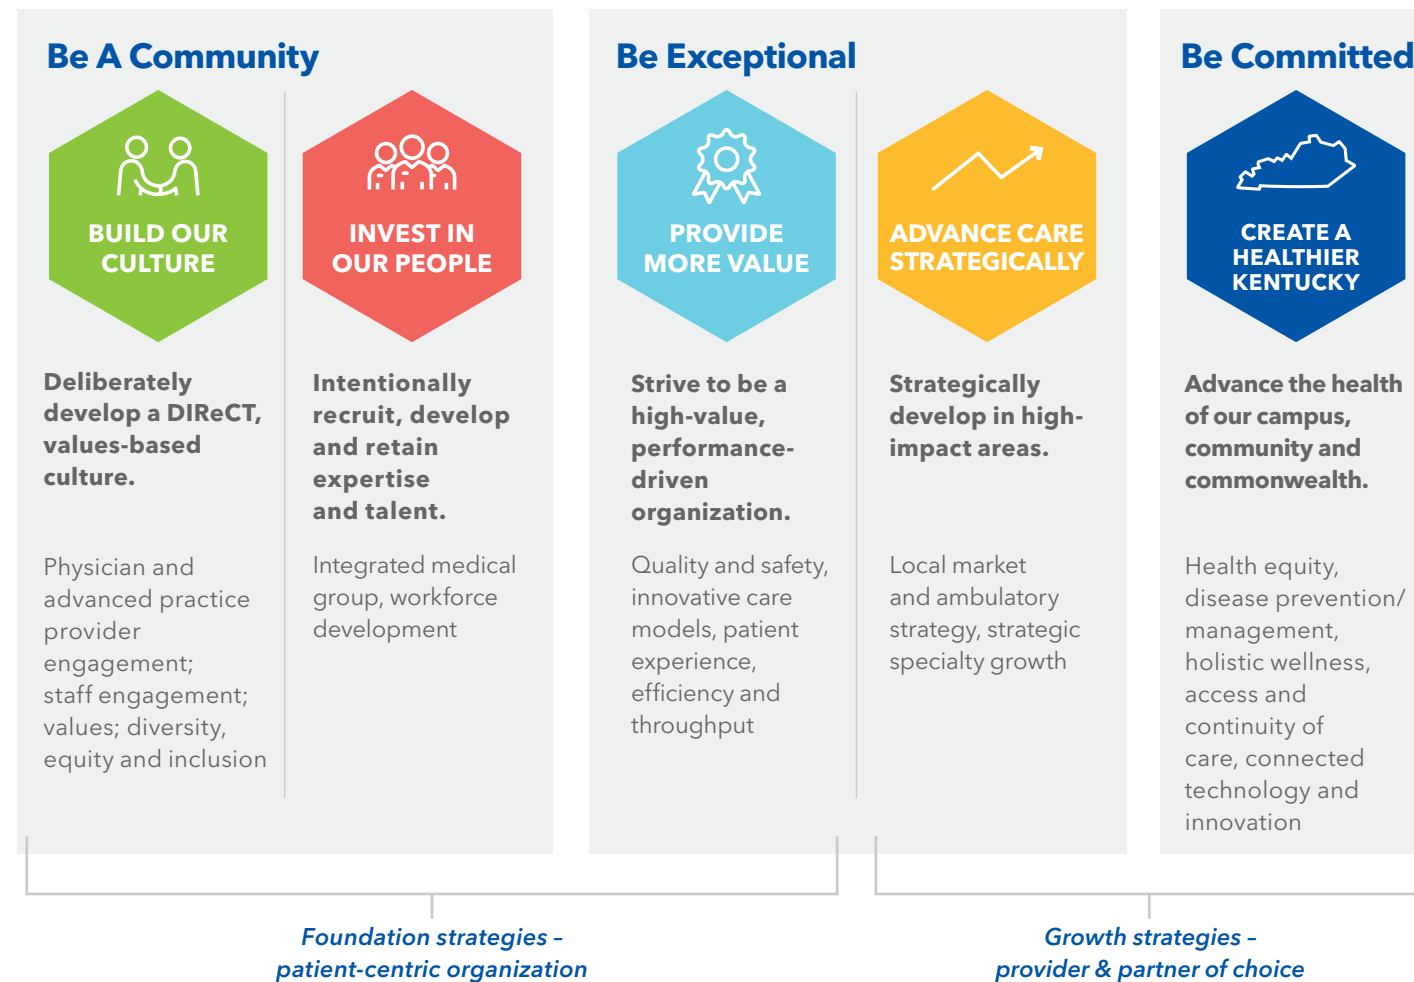 Be A Community
BUILD OUR
CULTURE
Deliberately
develop a DIReCT,
values-based
culture.
Physician and
advanced practice
provider
engagement;
staff engagement;
values; diversity,
equity and inclusion
INVEST IN
OUR PEOPLE
Intentionally
recruit, develop
and retain
expertise
and talent.
Integrated medical
group, workforce
development
Be Exceptional
PROVIDE
MORE VALUE
Strive to be a
high-value,
performance-
driven
organization.
Quality and safety,
innovative care
models, patient
experience,
efficiency and
throughput
ADVANCE CARE
STRATEGICALLY
Strategically
develop in high-
impact areas.
Local market
and ambulatory
strategy, strategic
specialty growth
Be Committed
CREATE A
HEALTHIER
KENTUCKY
Advance the health
of our campus,
community and
commonwealth.
Health equity,
disease prevention/
management,
holistic wellness,
access and
continuity of
care, connected
technology and
innovation
Foundation strategies –
patient-centric organization
Growth strategies –
provider & partner of choice